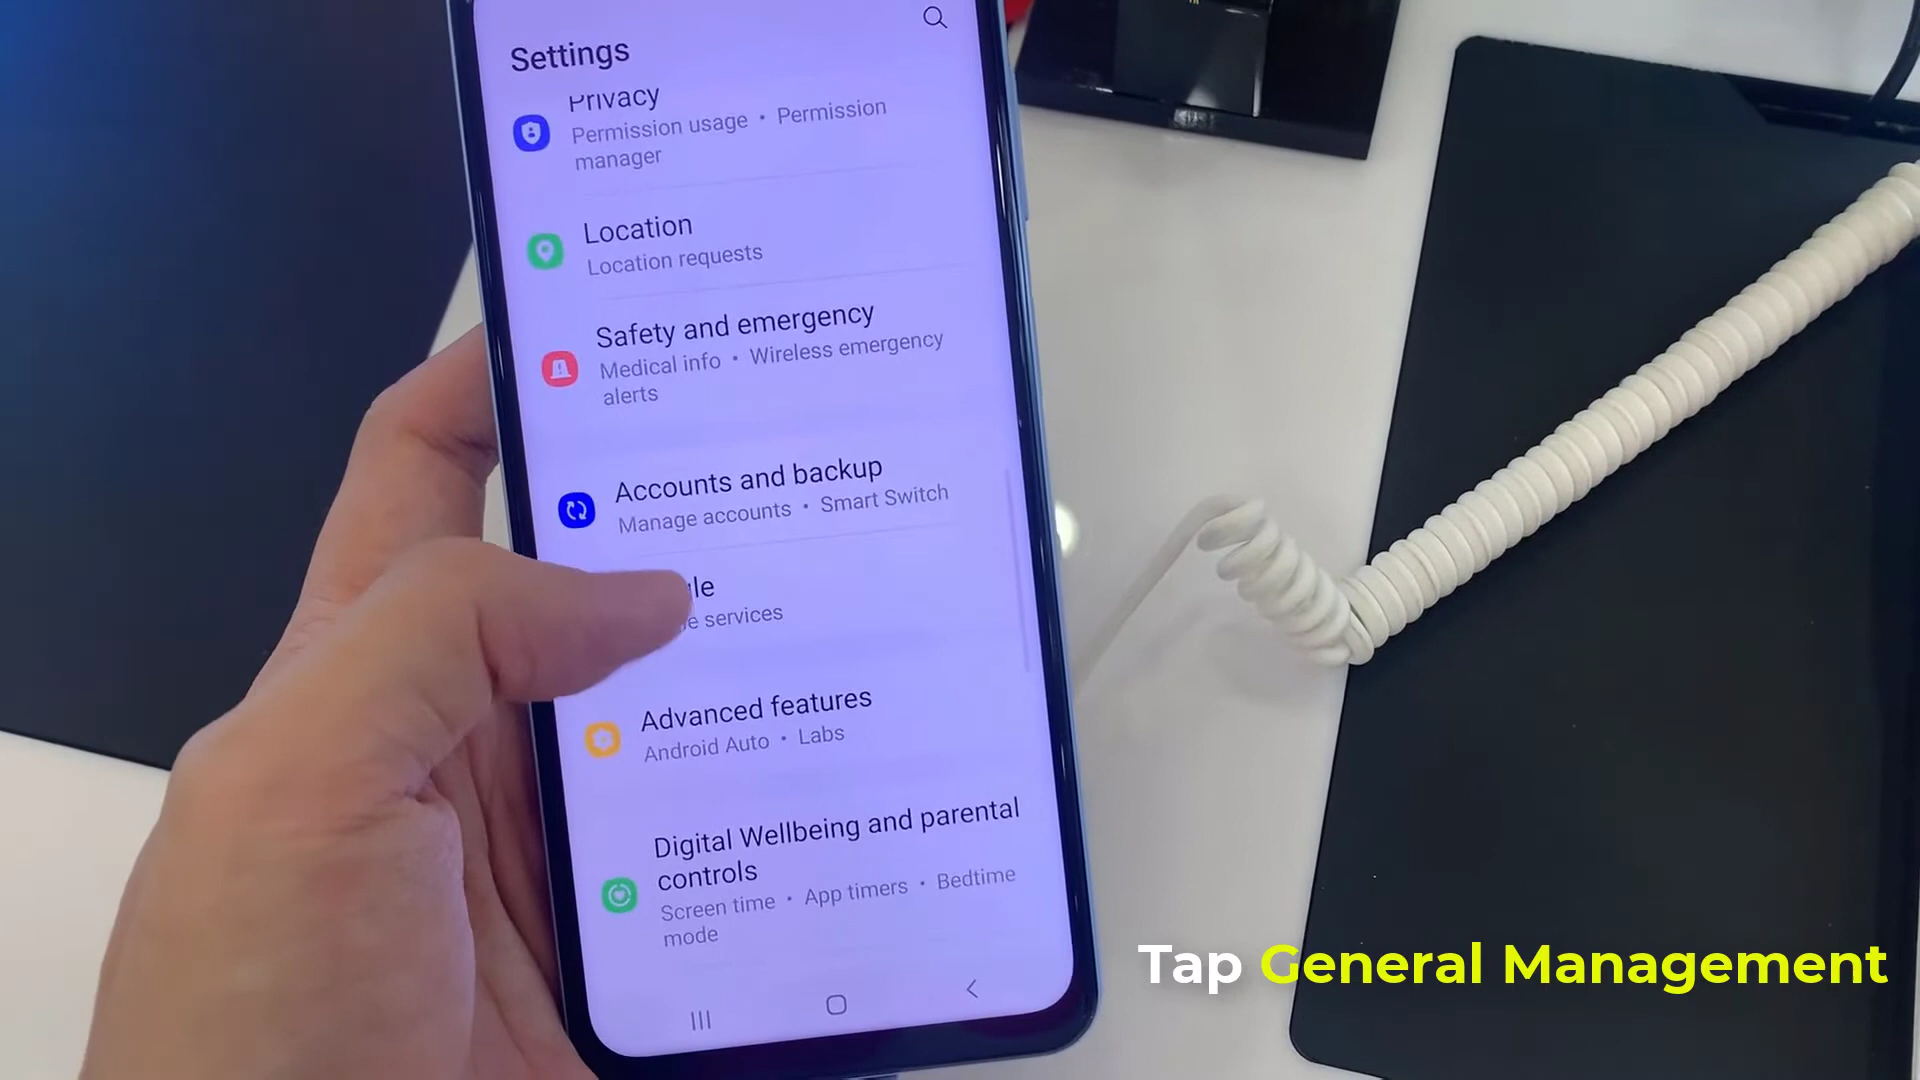 Settings
Privacy
Permission usage • Permission
manager
Location
Location requests
Safety and emergency
Medical info • Wireless emergency
alerts
Accounts and backup
Manage accounts • Smart Switch
services
Advanced features
Android Auto • Labs
Digital Wellbeing and parental
controls
Screen time • App timers • Bedtime
mode
Tap General Management